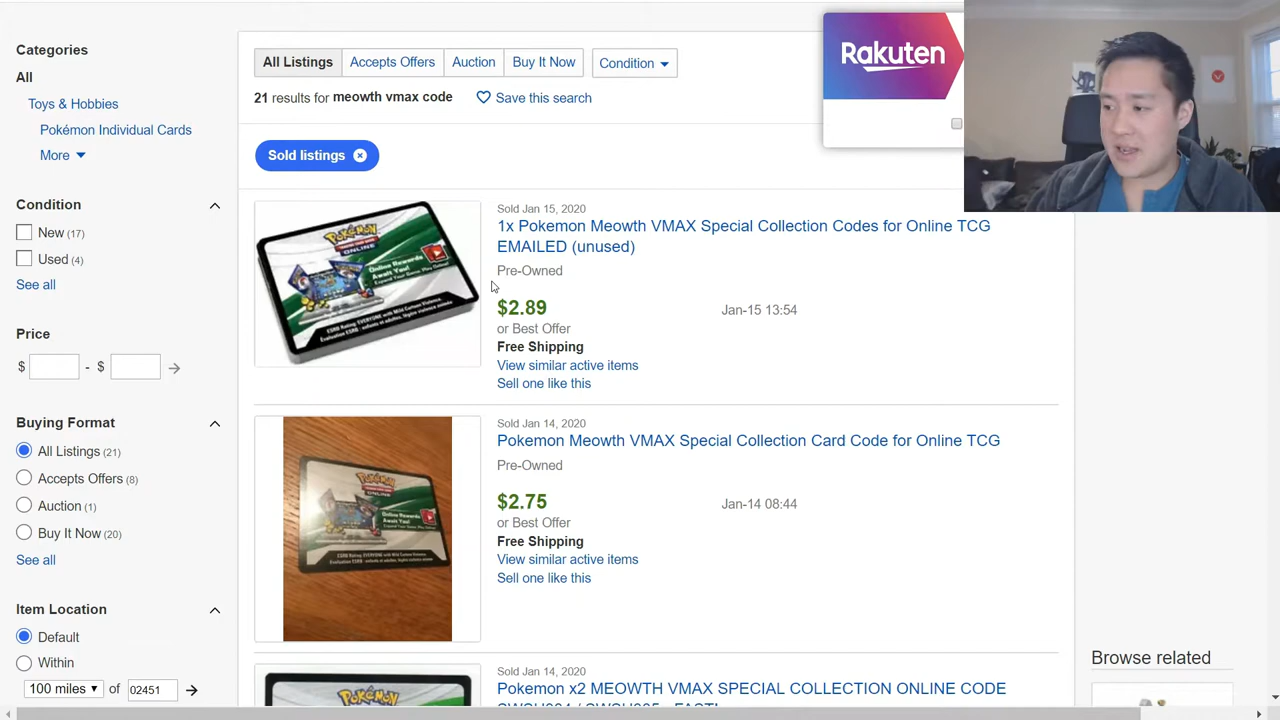 Categories
All
Toys & Hobbies
Pokémon Individual Cards
More
Condition
New (17)
Used (4)
See all
Price
$ - $
Buying Format
All Listings (21)
Accepts Offers (8)
Auction (1)
Buy It Now (20)
See all
Item Location
Default
Within
100 miles of 02451
All Listings
Accepts Offers
Auction
Buy It Now
Condition
21 results for meowth vmax code
Save this search
Sold listings
Rakuten
POKÉMON
Online Rewards
Await You!
Sold Jan 15, 2020
1x Pokemon Meowth VMAX Special Collection Codes for Online TCG
EMAILED (unused)
Pre-Owned
$2.89
Jan-15 13:54
or Best Offer
Free Shipping
View similar active items
Sell one like this
Sold Jan 14, 2020
Pokemon Meowth VMAX Special Collection Card Code for Online TCG
Pre-Owned
$2.75
Jan-14 08:44
or Best Offer
Free Shipping
View similar active items
Sell one like this
Sold Jan 14, 2020
Pokemon x2 MEOWTH VMAX SPECIAL COLLECTION ONLINE CODE
Browse related